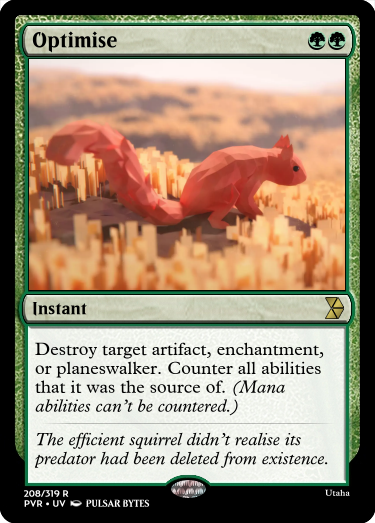 Optimise
Instant
Destroy target artifact, enchantment,
or planeswalker. Counter all abilities
that it was the source of. (Mana
abilities can't be countered.)
The efficient squirrel didn't realise its
predator had been deleted from existence.
208/319 R
Utaha
PVR • UV PULSAR BYTES